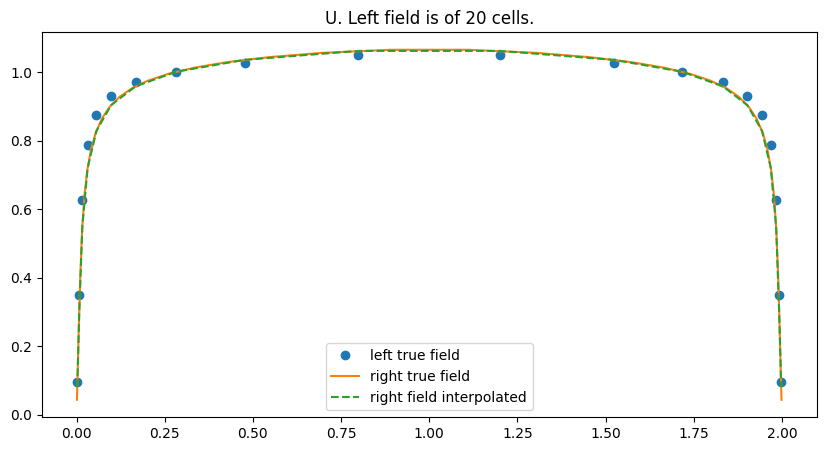 U. Left field is of 20 cells.
1.0
0.8
0.6
0.4
0.2
0.0
left true field
right true field
right field interpolated
0.00 0.25 0.50 0.75 1.00 1.25 1.50 1.75 2.00